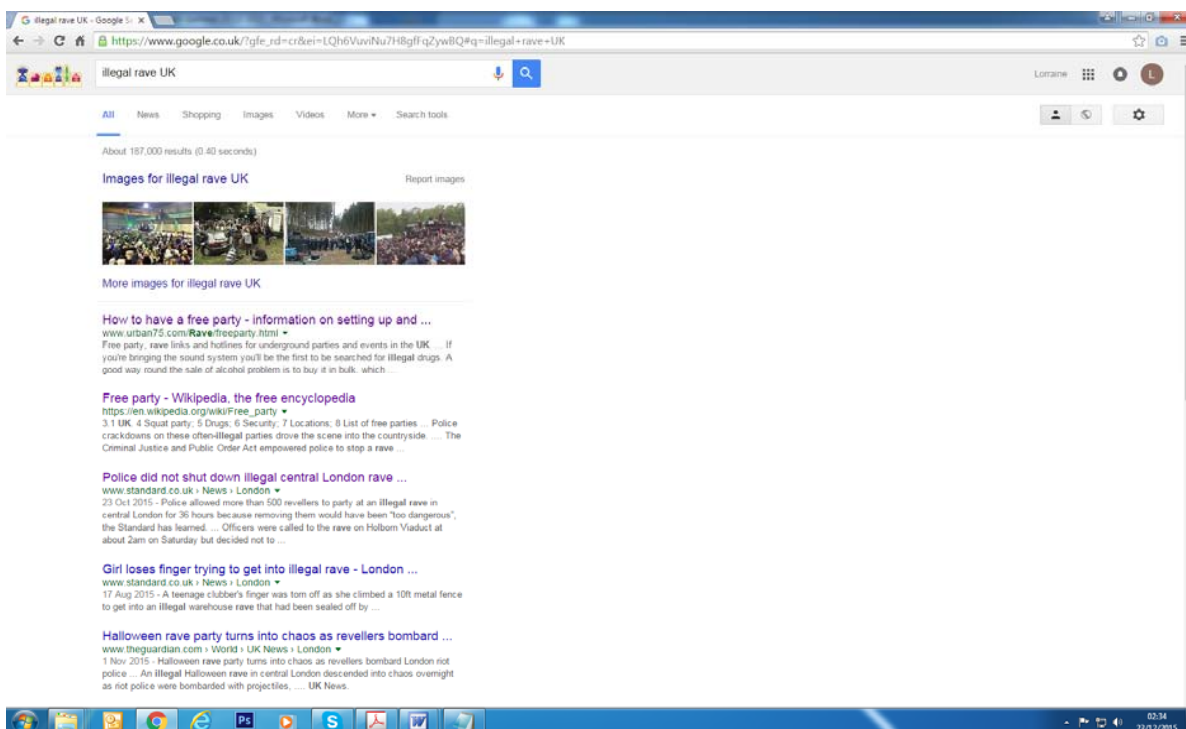 G illegal rave UK - Google Se x
https://www.google.co.uk/?gfe_rd=cr&ei=LQh6VuviNu7H8gfFqZywBQ#q=illegal+rave+UK
illegal rave UK
Lorraine
L
All News Shopping Images Videos More Search tools
About 187,000 results (0.40 seconds)
Images for illegal rave UK Report images
More images for illegal rave UK
How to have a free party - information on setting up and ...
www.urban75.com/Rave/freeparty.html
Free party, rave links and hotlines for underground parties and events in the UK ... If
you're bringing the sound system you'll be the first to be searched for illegal drugs. A
good way round the sale of alcohol problem is to buy it in bulk, which ...
Free party - Wikipedia, the free encyclopedia
https://en.wikipedia.org/wiki/Free_party
3.1 UK. 4 Squat party; 5 Drugs; 6 Security; 7 Locations; 8 List of free parties ... Police
crackdowns on these often-illegal parties drove the scene into the countryside. .... The
Criminal Justice and Public Order Act empowered police to stop a rave ...
Police did not shut down illegal central London rave ...
www.standard.co.uk › News › London
23 Oct 2015 - Police allowed more than 500 revellers to party at an illegal rave in
central London for 36 hours because removing them would have been "too dangerous",
the Standard has learned. ... Officers were called to the rave on Holborn Viaduct at
about 2am on Saturday but decided not to ...
Girl loses finger trying to get into illegal rave - London ...
www.standard.co.uk › News › London
17 Aug 2015 - A teenage clubber's finger was torn off as she climbed a 10ft metal fence
to get into an illegal warehouse rave that had been sealed off by ...
Halloween rave party turns into chaos as revellers bombard ...
www.theguardian.com › World › UK News › London
1 Nov 2015 - Halloween rave party turns into chaos as revellers bombard London riot
police ... An illegal Halloween rave in central London descended into chaos overnight
as riot police were bombarded with projectiles, .... UK News.
Ps
S
W
02:34
23/12/2015